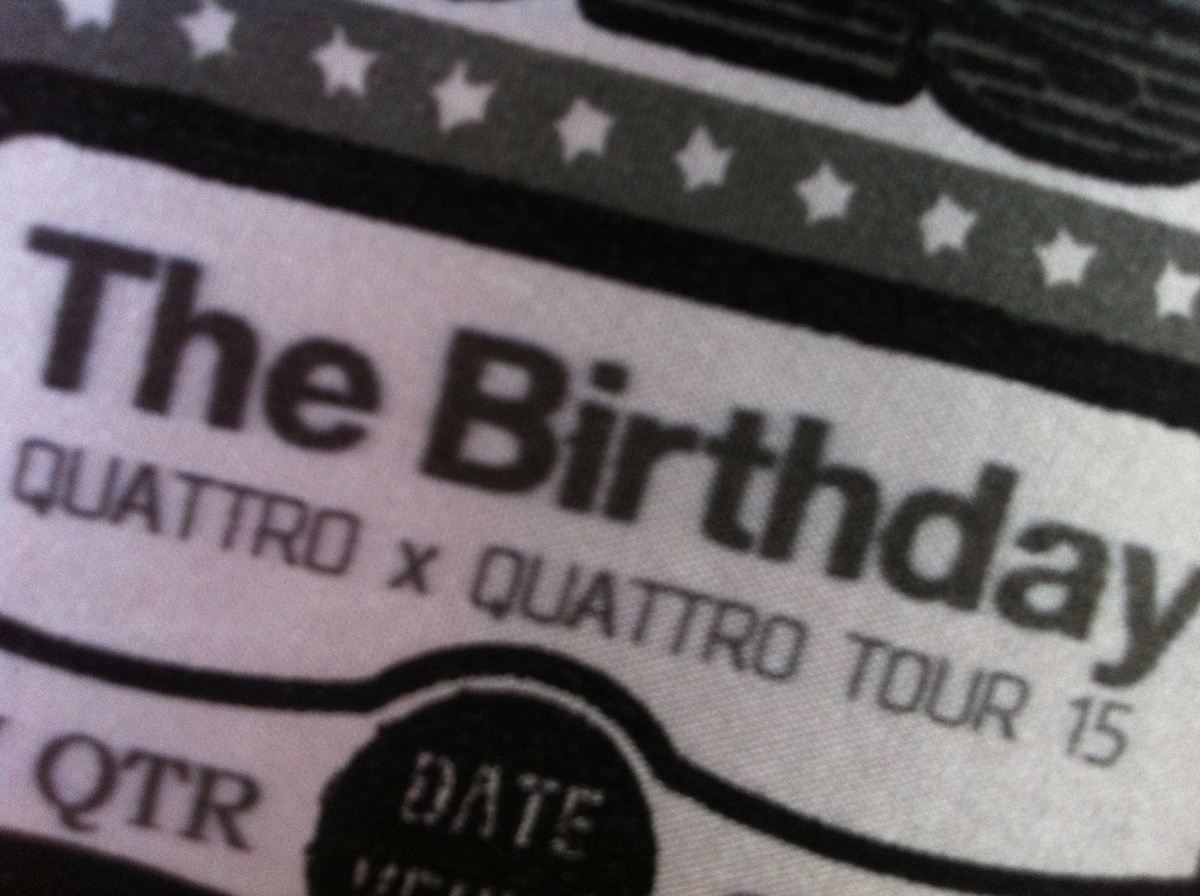 The Birthday
QUATTRO x QUATTRO TOUR 15
QTR
DATE